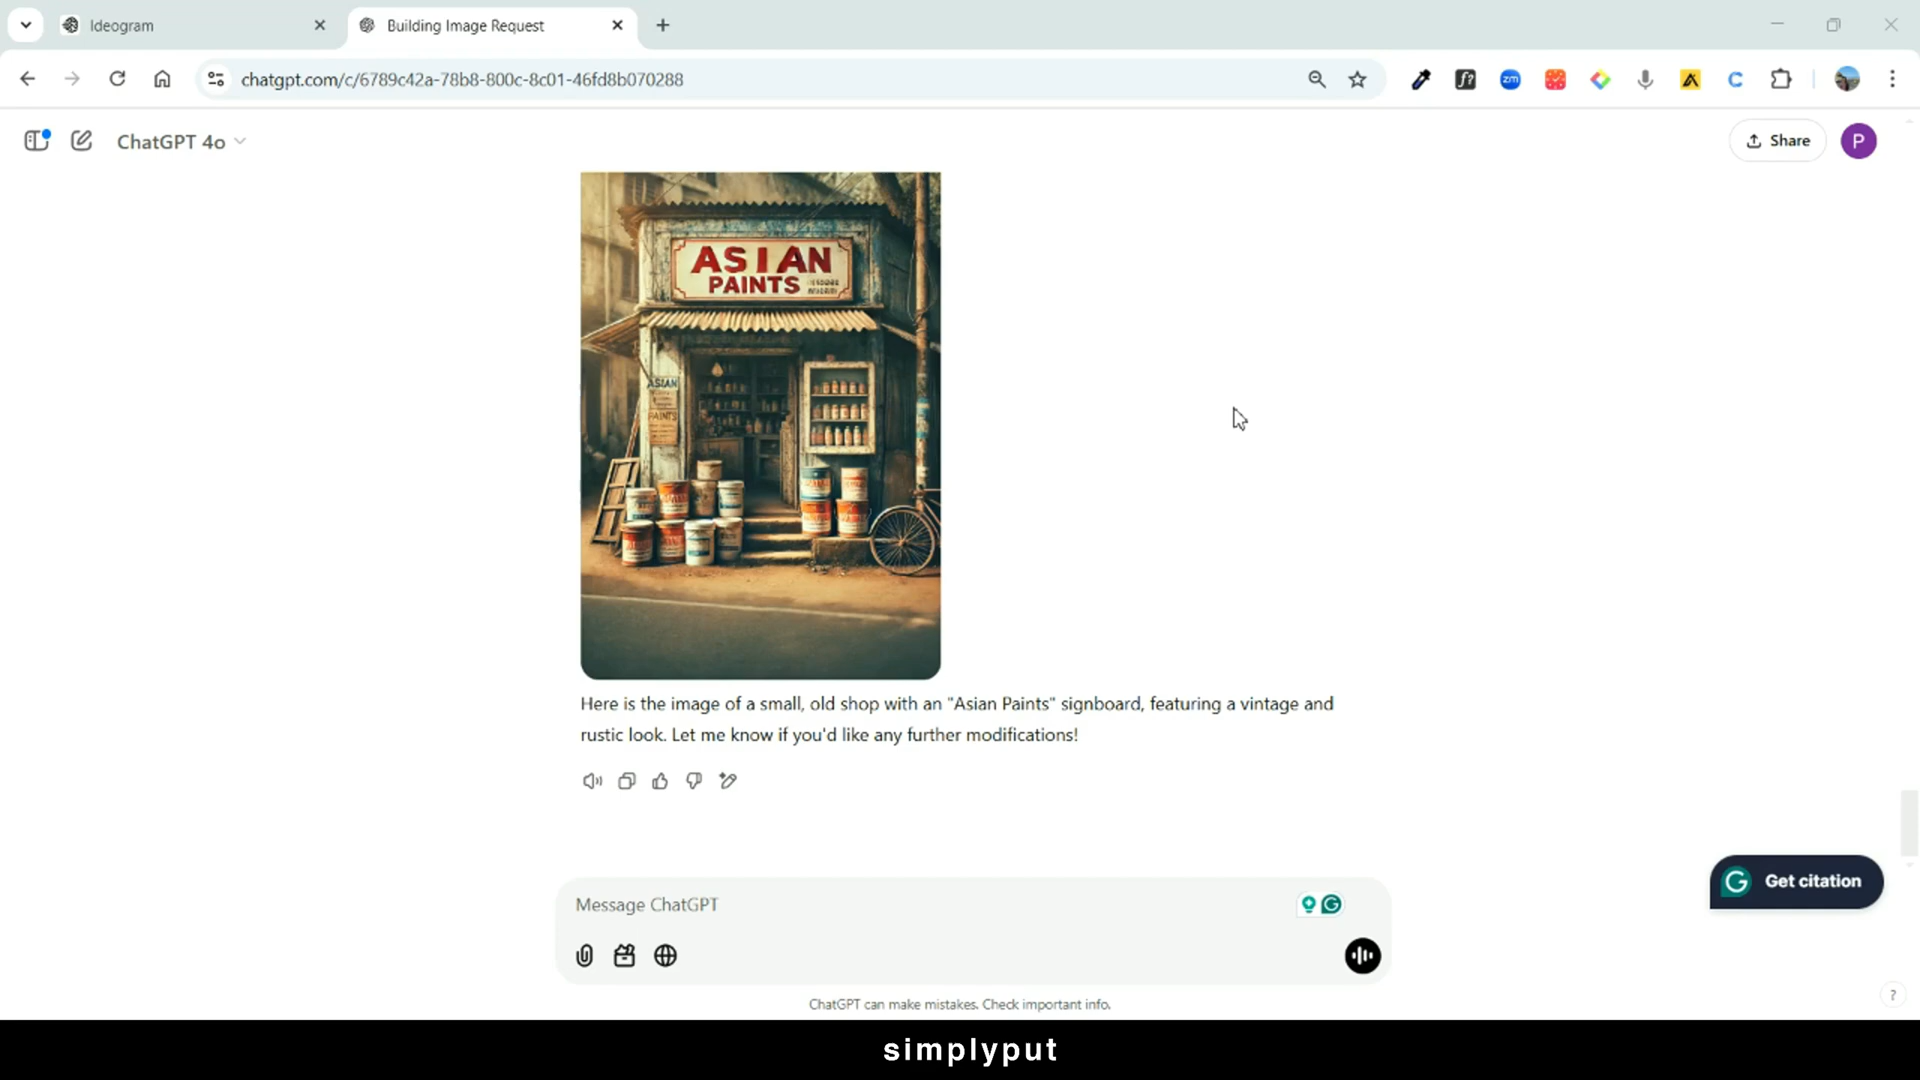 Ideogram
Building Image Request
chatgpt.com/c/6789c42a-78b8-800c-8c01-46fd8b070288
f?
zm
C
ChatGPT 4o
Share
P
ASIAN
PAINTS
ASIAN
PAINTS
Here is the image of a small, old shop with an "Asian Paints" signboard, featuring a vintage and
rustic look. Let me know if you'd like any further modifications!
Get citation
Message ChatGPT
ChatGPT can make mistakes. Check important info.
?
simplyput